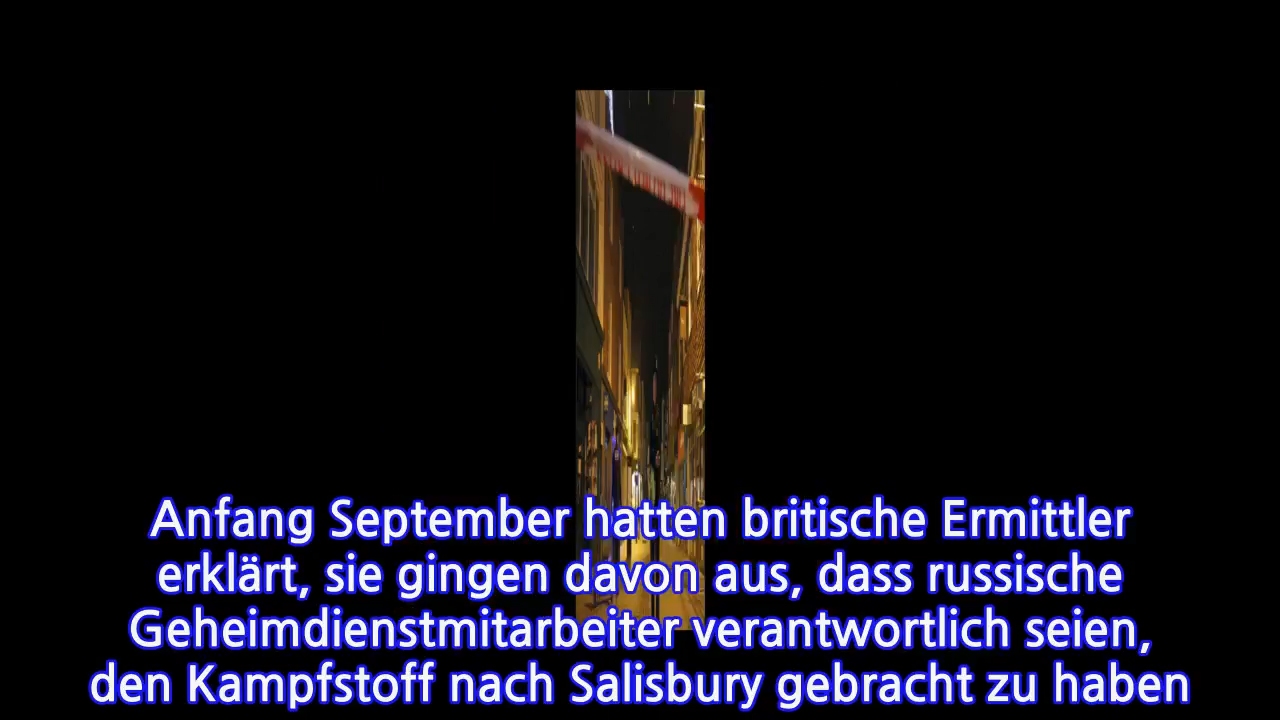 Anfang September hatten britische Ermittler
erklärt, sie gingen davon aus, dass russische
Geheimdienstmitarbeiter verantwortlich seien,
den Kampfstoff nach Salisbury gebracht zu haben